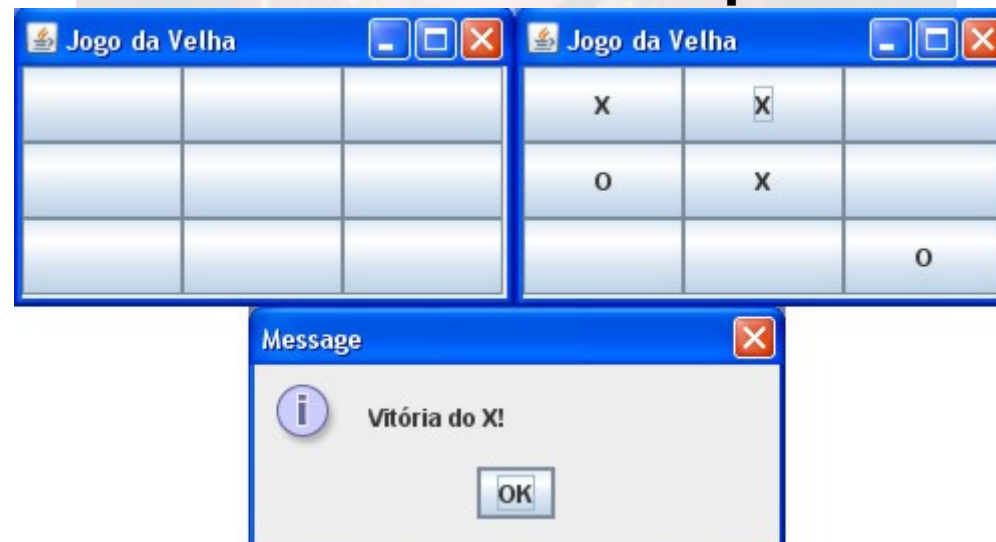 Jogo da Velha
Jogo da Velha
X X
O X
O
Message
i
Vitória do X!
OK